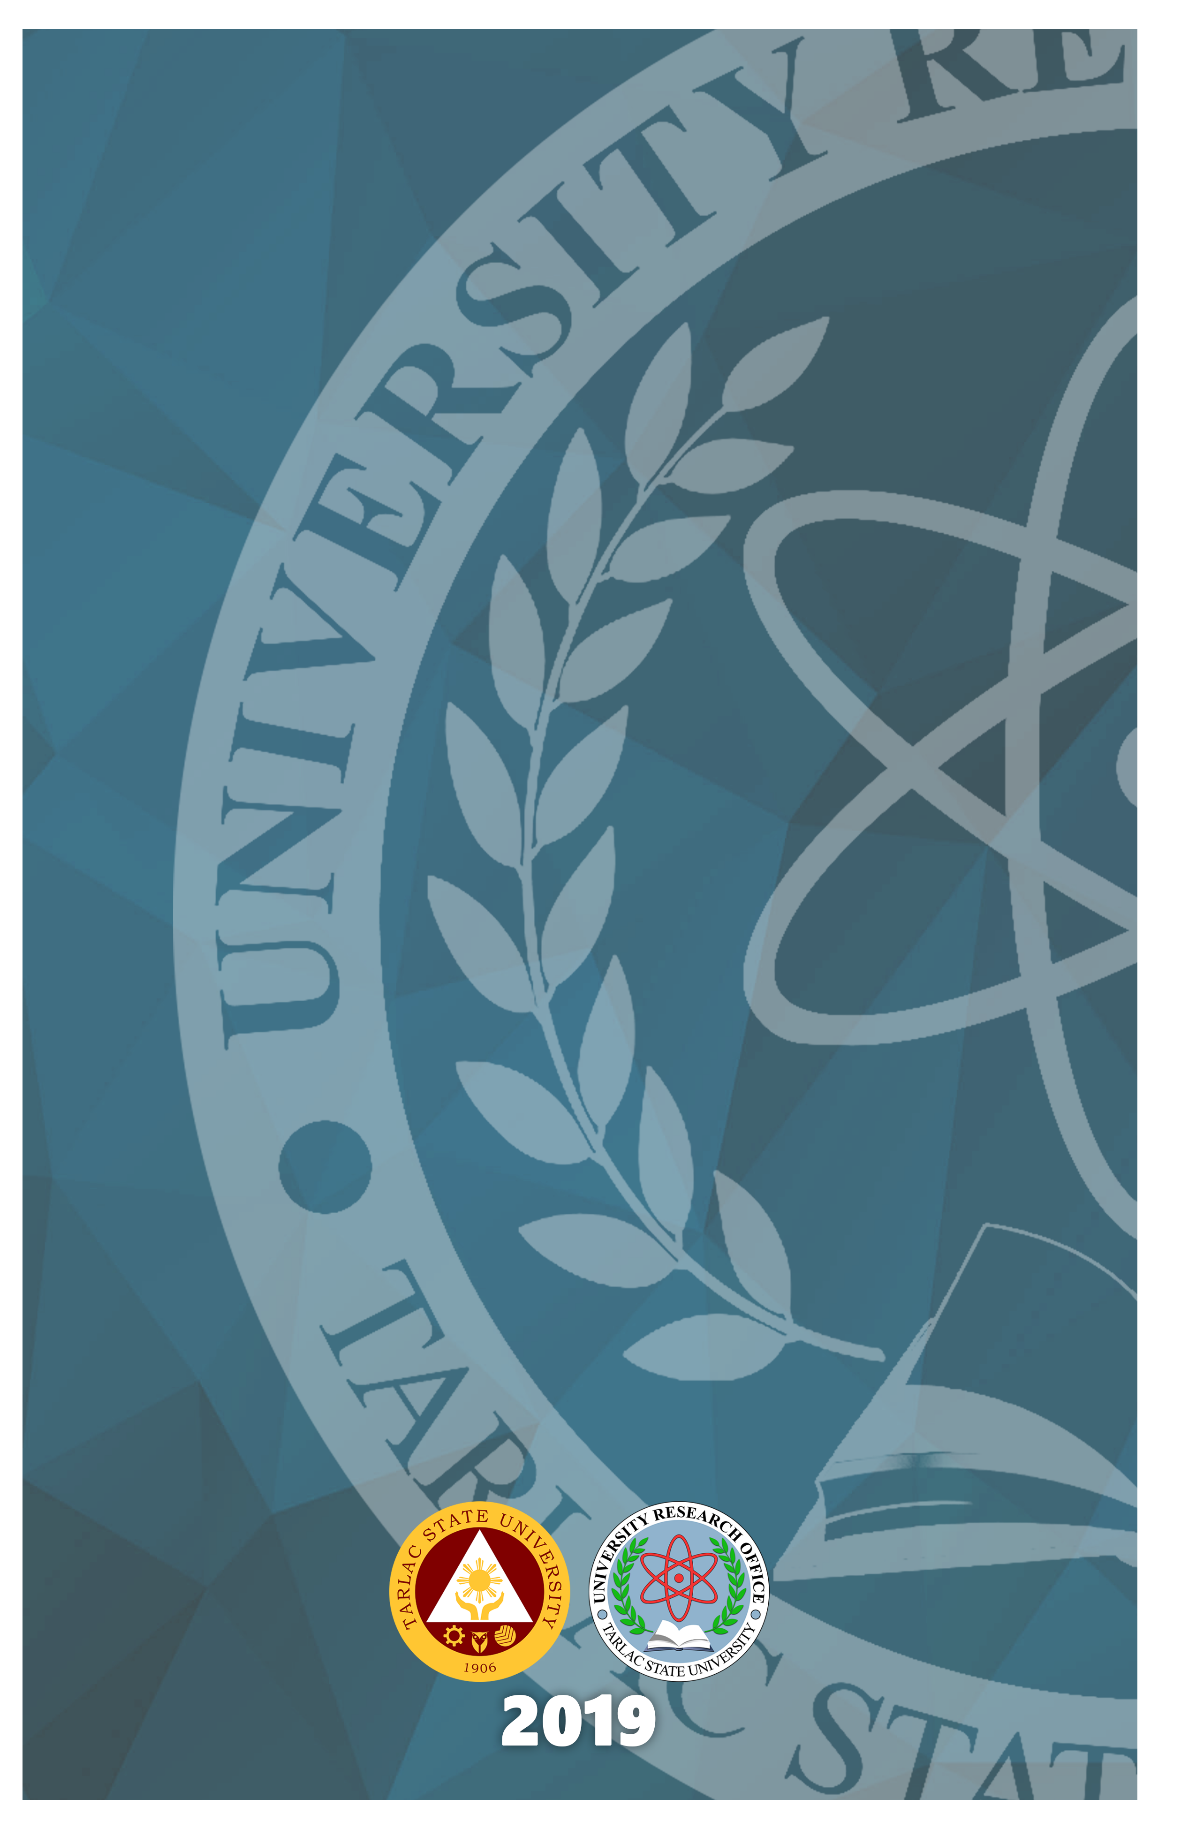 UNIVERSITY RE
TARLAC STAT
TARLAC STATE UNIVERSITY
1906
UNIVERSITY RESEARCH OFFICE
TARLAC STATE UNIVERSITY
2019